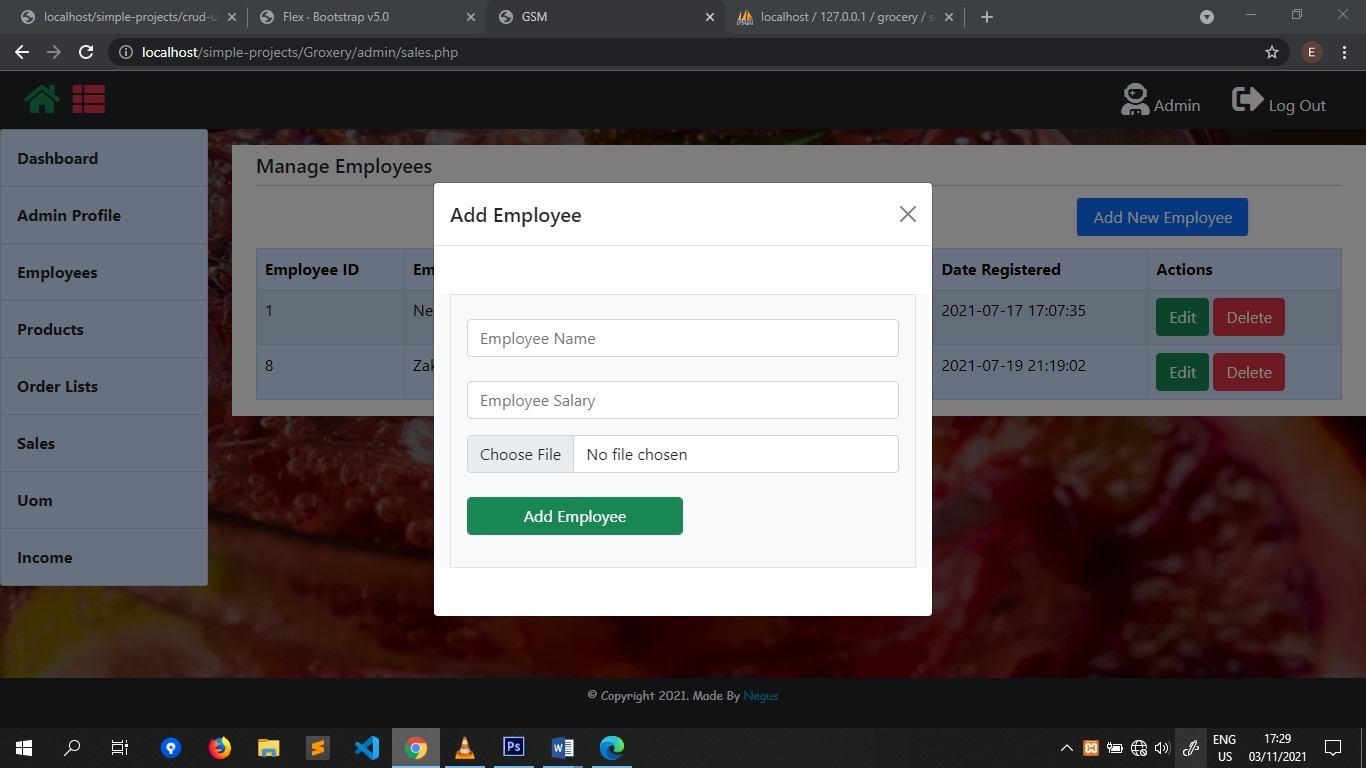 localhost/simple-projects/crud-u
Flex · Bootstrap v5.0
GSM
localhost / 127.0.0.1 / grocery / s
localhost/simple-projects/Groxery/admin/sales.php
E
Admin
Log Out
Dashboard
Admin Profile
Employees
Products
Order Lists
Sales
Uom
Income
Manage Employees
Add New Employee
Employee ID Em Date Registered Actions
1 Ne 2021-07-17 17:07:35 Edit Delete
8 Zak 2021-07-19 21:19:02 Edit Delete
Add Employee
Employee Name
Employee Salary
Choose File No file chosen
Add Employee
© Copyright 2021. Made By Negus
Ps
W
ENG
US
17:29
03/11/2021